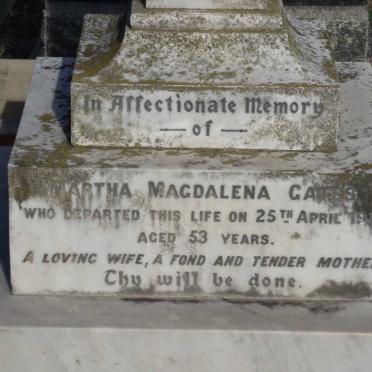 In Affectionate Memory
— of —
MARTHA MAGDALENA
WHO DEPARTED THIS LIFE ON 25TH APRIL
AGED 53 YEARS.
A LOVING WIFE, A FOND AND TENDER MOTHE
Thy will be done.